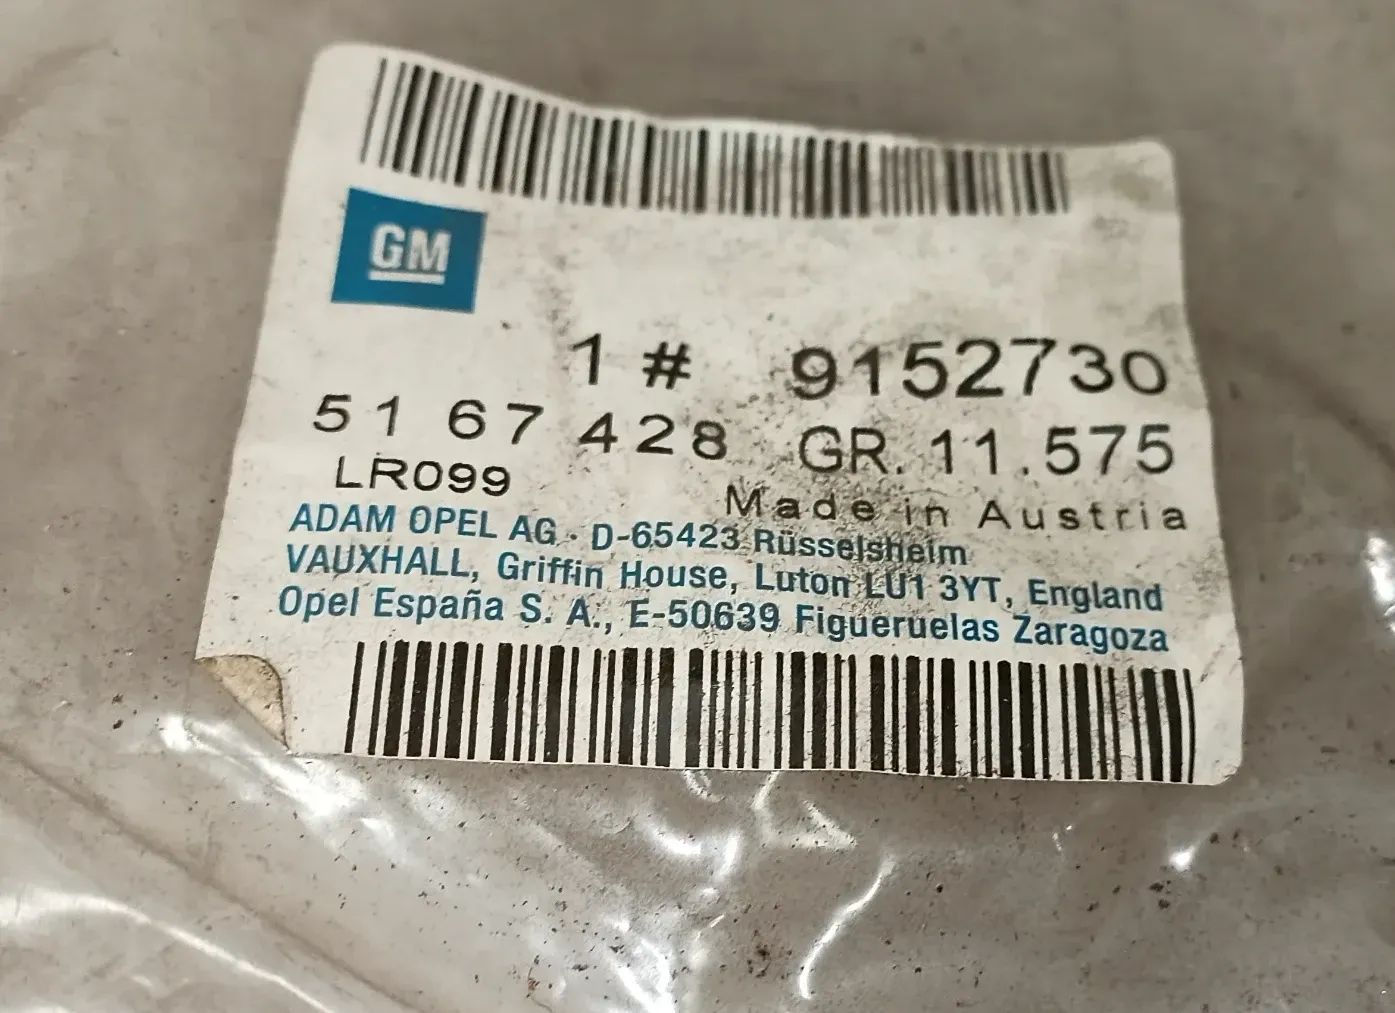 GM
1 # 9152730
51 67 428 GR. 11.575
LR099
Made in Austria
ADAM OPEL AG · D-65423 Rüsselsheim
VAUXHALL, Griffin House, Luton LU1 3YT, England
Opel España S. A., E-50639 Figueruelas Zaragoza